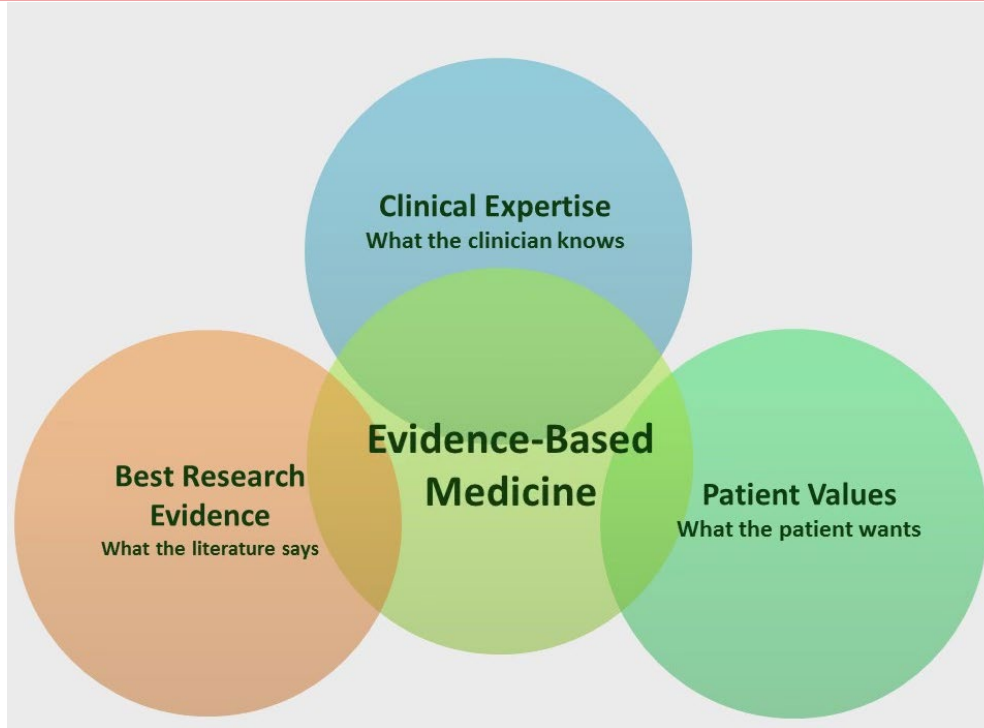 Clinical Expertise
What the clinician knows
Evidence-Based
Medicine
Best Research
Evidence
What the literature says
Patient Values
What the patient wants